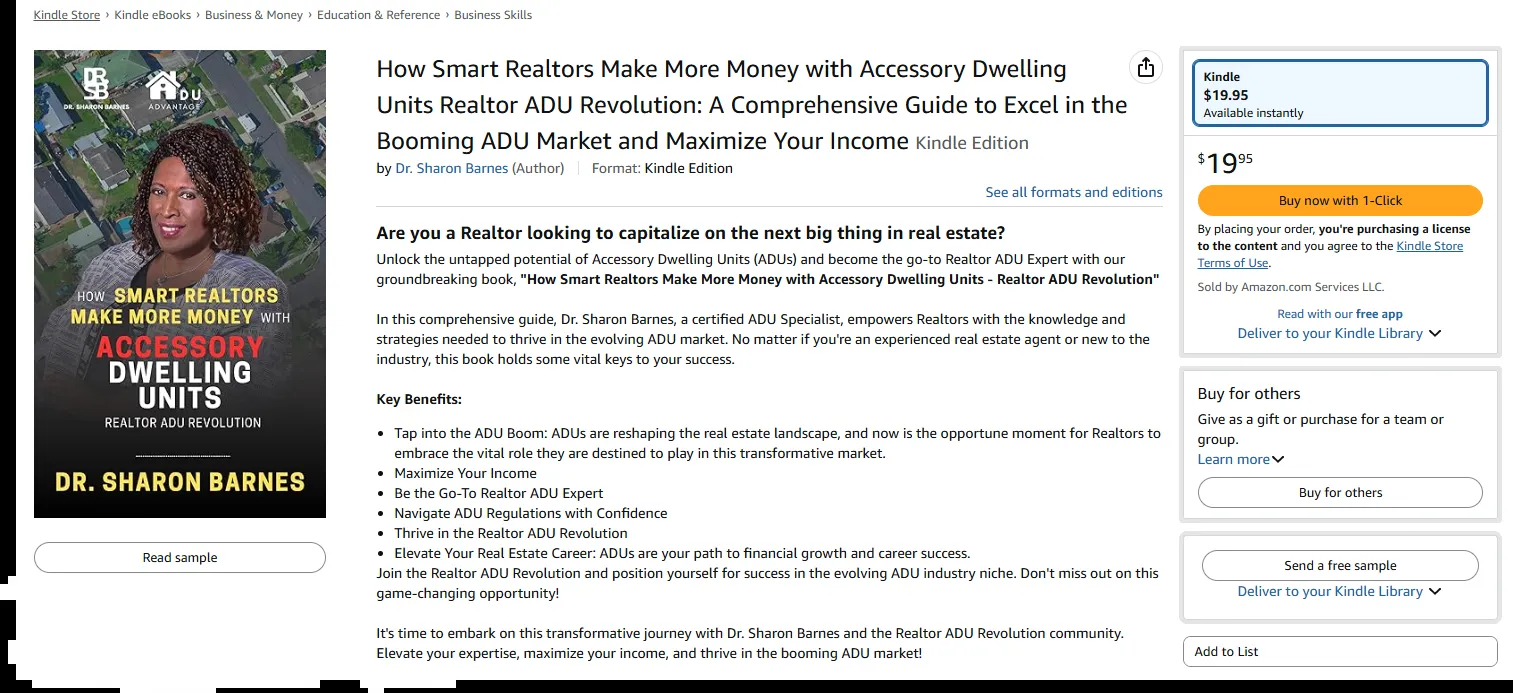 Kindle Store › Kindle eBooks › Business & Money › Education & Reference › Business Skills
DR. SHARON BARNES
ADU
ADVANTAGE
HOW SMART REALTORS
MAKE MORE MONEY WITH
ACCESSORY
DWELLING
UNITS
REALTOR ADU REVOLUTION
DR. SHARON BARNES
Read sample
How Smart Realtors Make More Money with Accessory Dwelling
Units Realtor ADU Revolution: A Comprehensive Guide to Excel in the
Booming ADU Market and Maximize Your Income Kindle Edition
by Dr. Sharon Barnes (Author) | Format: Kindle Edition
See all formats and editions
Are you a Realtor looking to capitalize on the next big thing in real estate?
Unlock the untapped potential of Accessory Dwelling Units (ADUs) and become the go-to Realtor ADU Expert with our
groundbreaking book, "How Smart Realtors Make More Money with Accessory Dwelling Units - Realtor ADU Revolution"
In this comprehensive guide, Dr. Sharon Barnes, a certified ADU Specialist, empowers Realtors with the knowledge and
strategies needed to thrive in the evolving ADU market. No matter if you're an experienced real estate agent or new to the
industry, this book holds some vital keys to your success.
Key Benefits:
• Tap into the ADU Boom: ADUs are reshaping the real estate landscape, and now is the opportune moment for Realtors to
embrace the vital role they are destined to play in this transformative market.
• Maximize Your Income
• Be the Go-To Realtor ADU Expert
• Navigate ADU Regulations with Confidence
• Thrive in the Realtor ADU Revolution
• Elevate Your Real Estate Career: ADUs are your path to financial growth and career success.
Join the Realtor ADU Revolution and position yourself for success in the evolving ADU industry niche. Don't miss out on this
game-changing opportunity!
It's time to embark on this transformative journey with Dr. Sharon Barnes and the Realtor ADU Revolution community.
Elevate your expertise, maximize your income, and thrive in the booming ADU market!
Kindle
$19.95
Available instantly
$19.95
Buy now with 1-Click
By placing your order, you're purchasing a license
to the content and you agree to the Kindle Store
Terms of Use.
Sold by Amazon.com Services LLC.
Read with our free app
Deliver to your Kindle Library
Buy for others
Give as a gift or purchase for a team or
group.
Learn more
Buy for others
Send a free sample
Deliver to your Kindle Library
Add to List